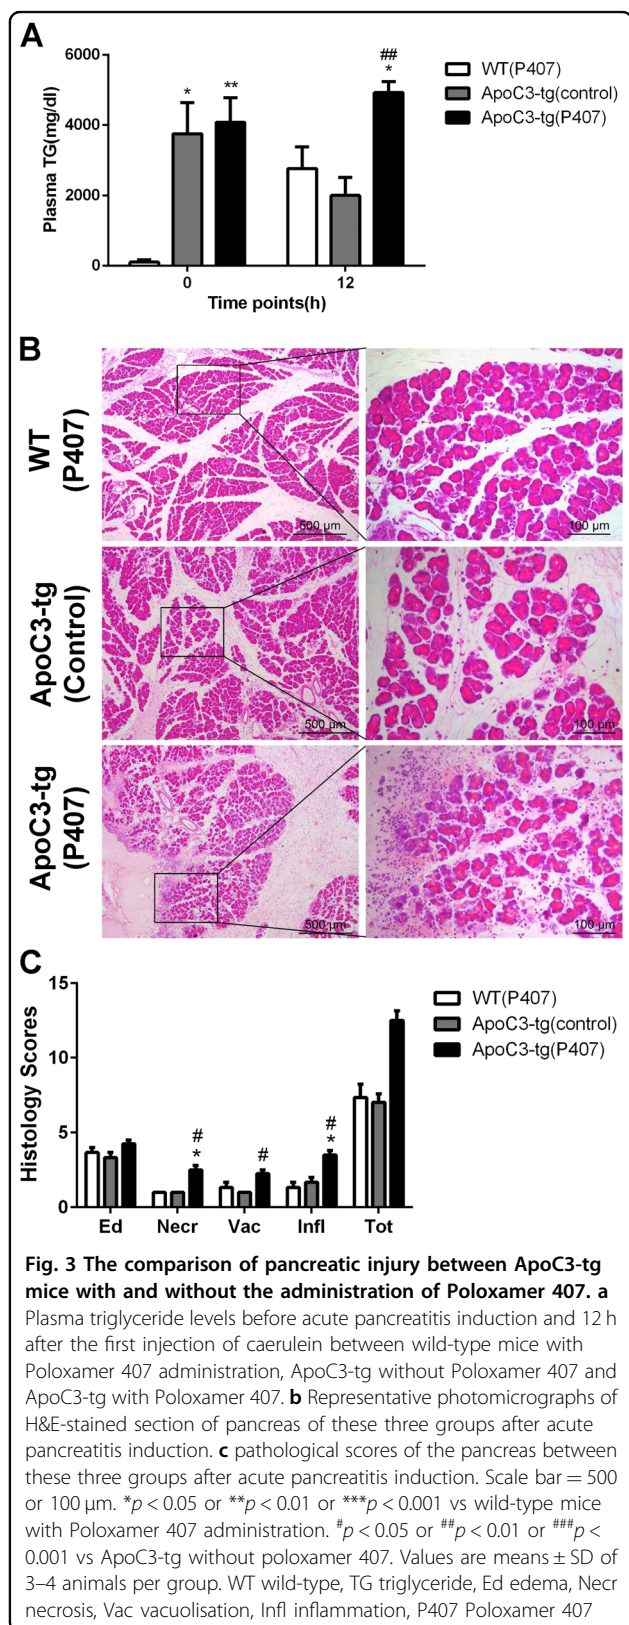 A
6000
4000
2000
0
Plasma TG(mg/dl)
*
**
##
*
0
12
Time points(h)
WT(P407)
ApoC3-tg(control)
ApoC3-tg(P407)
B
WT
(P407)
500 µm
100 µm
ApoC3-tg
(Control)
500 µm
100 µm
ApoC3-tg
(P407)
500 µm
100 µm
C
15
10
5
0
Histology Scores
#
*
#
#
*
Ed
Necr
Vac
Infl
Tot
WT(P407)
ApoC3-tg(control)
ApoC3-tg(P407)
Fig. 3 The comparison of pancreatic injury between ApoC3-tg
mice with and without the administration of Poloxamer 407. a
Plasma triglyceride levels before acute pancreatitis induction and 12 h
after the first injection of caerulein between wild-type mice with
Poloxamer 407 administration, ApoC3-tg without Poloxamer 407 and
ApoC3-tg with Poloxamer 407. b Representative photomicrographs of
H&E-stained section of pancreas of these three groups after acute
pancreatitis induction. c pathological scores of the pancreas between
these three groups after acute pancreatitis induction. Scale bar = 500
or 100 μm. *p < 0.05 or **p < 0.01 or ***p < 0.001 vs wild-type mice
with Poloxamer 407 administration. #p < 0.05 or ##p < 0.01 or ###p <
0.001 vs ApoC3-tg without poloxamer 407. Values are means ± SD of
3–4 animals per group. WT wild-type, TG triglyceride, Ed edema, Necr
necrosis, Vac vacuolisation, Infl inflammation, P407 Poloxamer 407